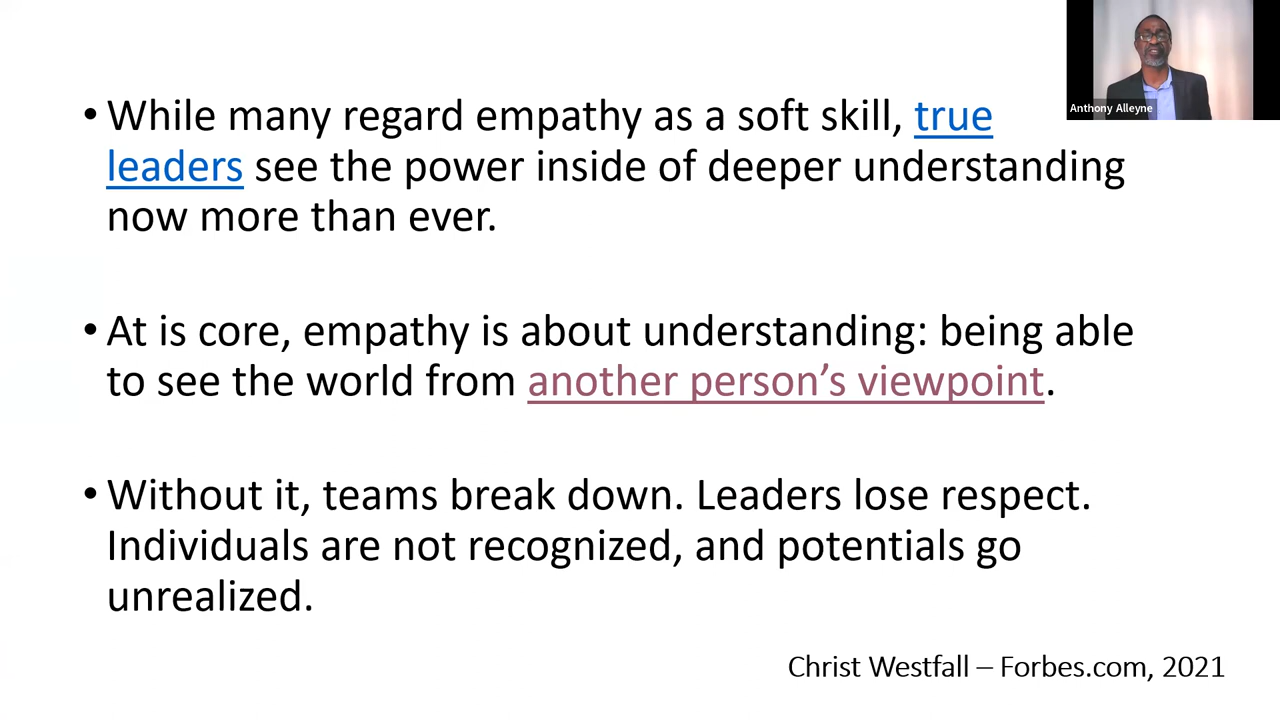 • While many regard empathy as a soft skill, true
leaders see the power inside of deeper understanding
now more than ever.
• At is core, empathy is about understanding: being able
to see the world from another person’s viewpoint.
• Without it, teams break down. Leaders lose respect.
Individuals are not recognized, and potentials go
unrealized.
Christ Westfall – Forbes.com, 2021
Anthony Alleyne